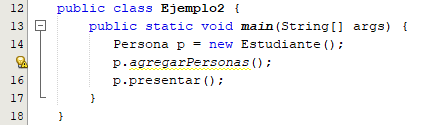 12 public class Ejemplo2 {
13 public static void main(String[] args) {
14 Persona p = new Estudiante();
p.agregarPersonas();
16 p.presentar();
17 }
18 }